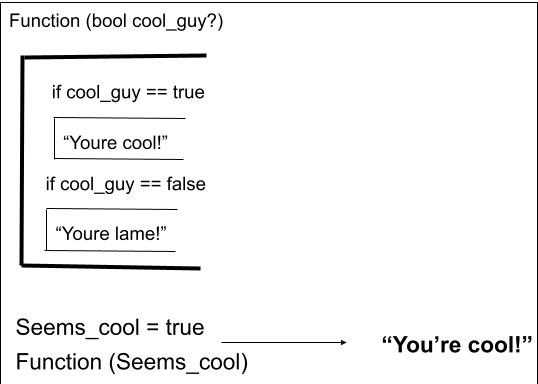 Function (bool cool_guy?)
if cool_guy == true
“Youre cool!”
if cool_guy == false
“Youre lame!”
Seems_cool = true
Function (Seems_cool)
“You’re cool!”